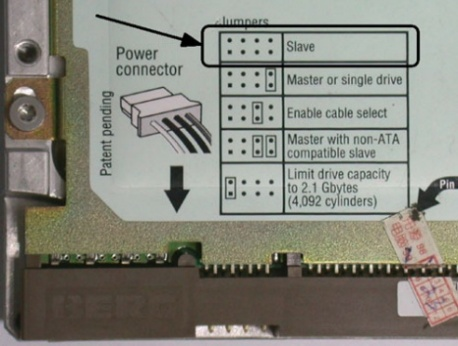 Jumpers
Slave
Power
connector
Master or single drive
Patent pending
Enable cable select
Master with non-ATA
compatible slave
Limit drive capacity
to 2.1 Gbytes
(4,092 cylinders)
Pin